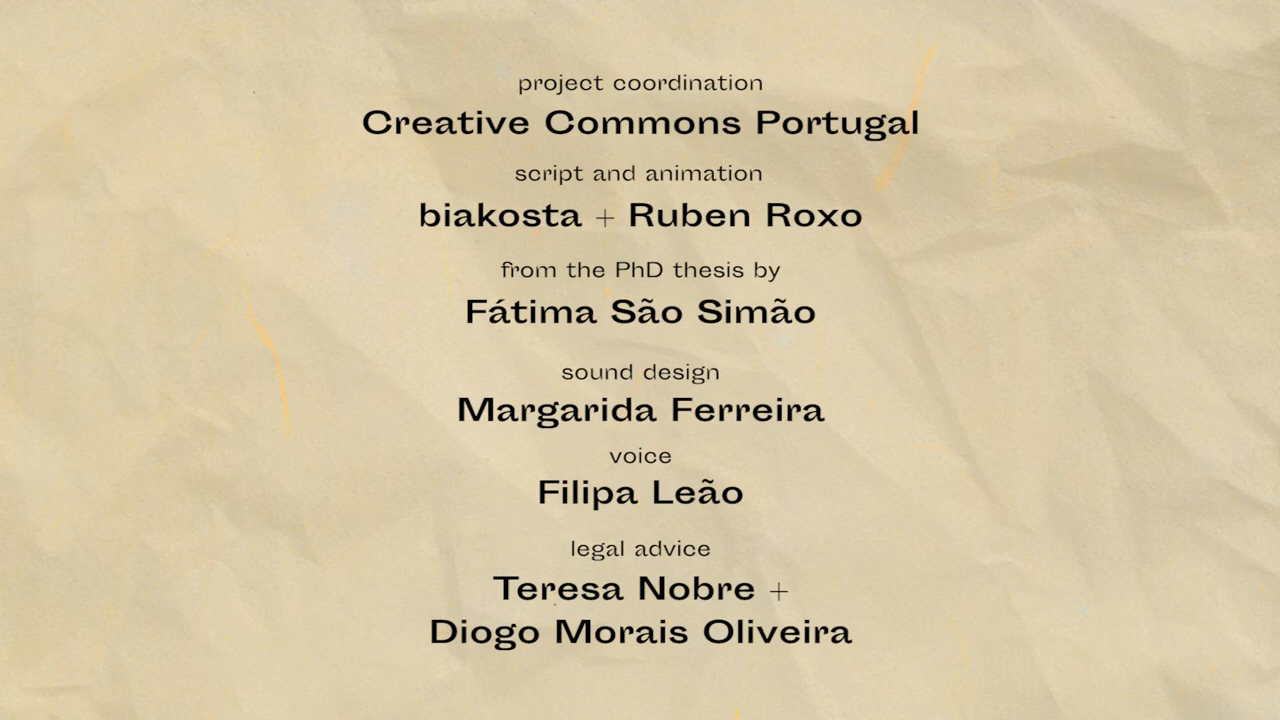 project coordination
Creative Commons Portugal
script and animation
biakosta + Ruben Roxo
from the PhD thesis by
Fátima São Simão
sound design
Margarida Ferreira
voice
Filipa Leão
legal advice
Teresa Nobre +
Diogo Morais Oliveira